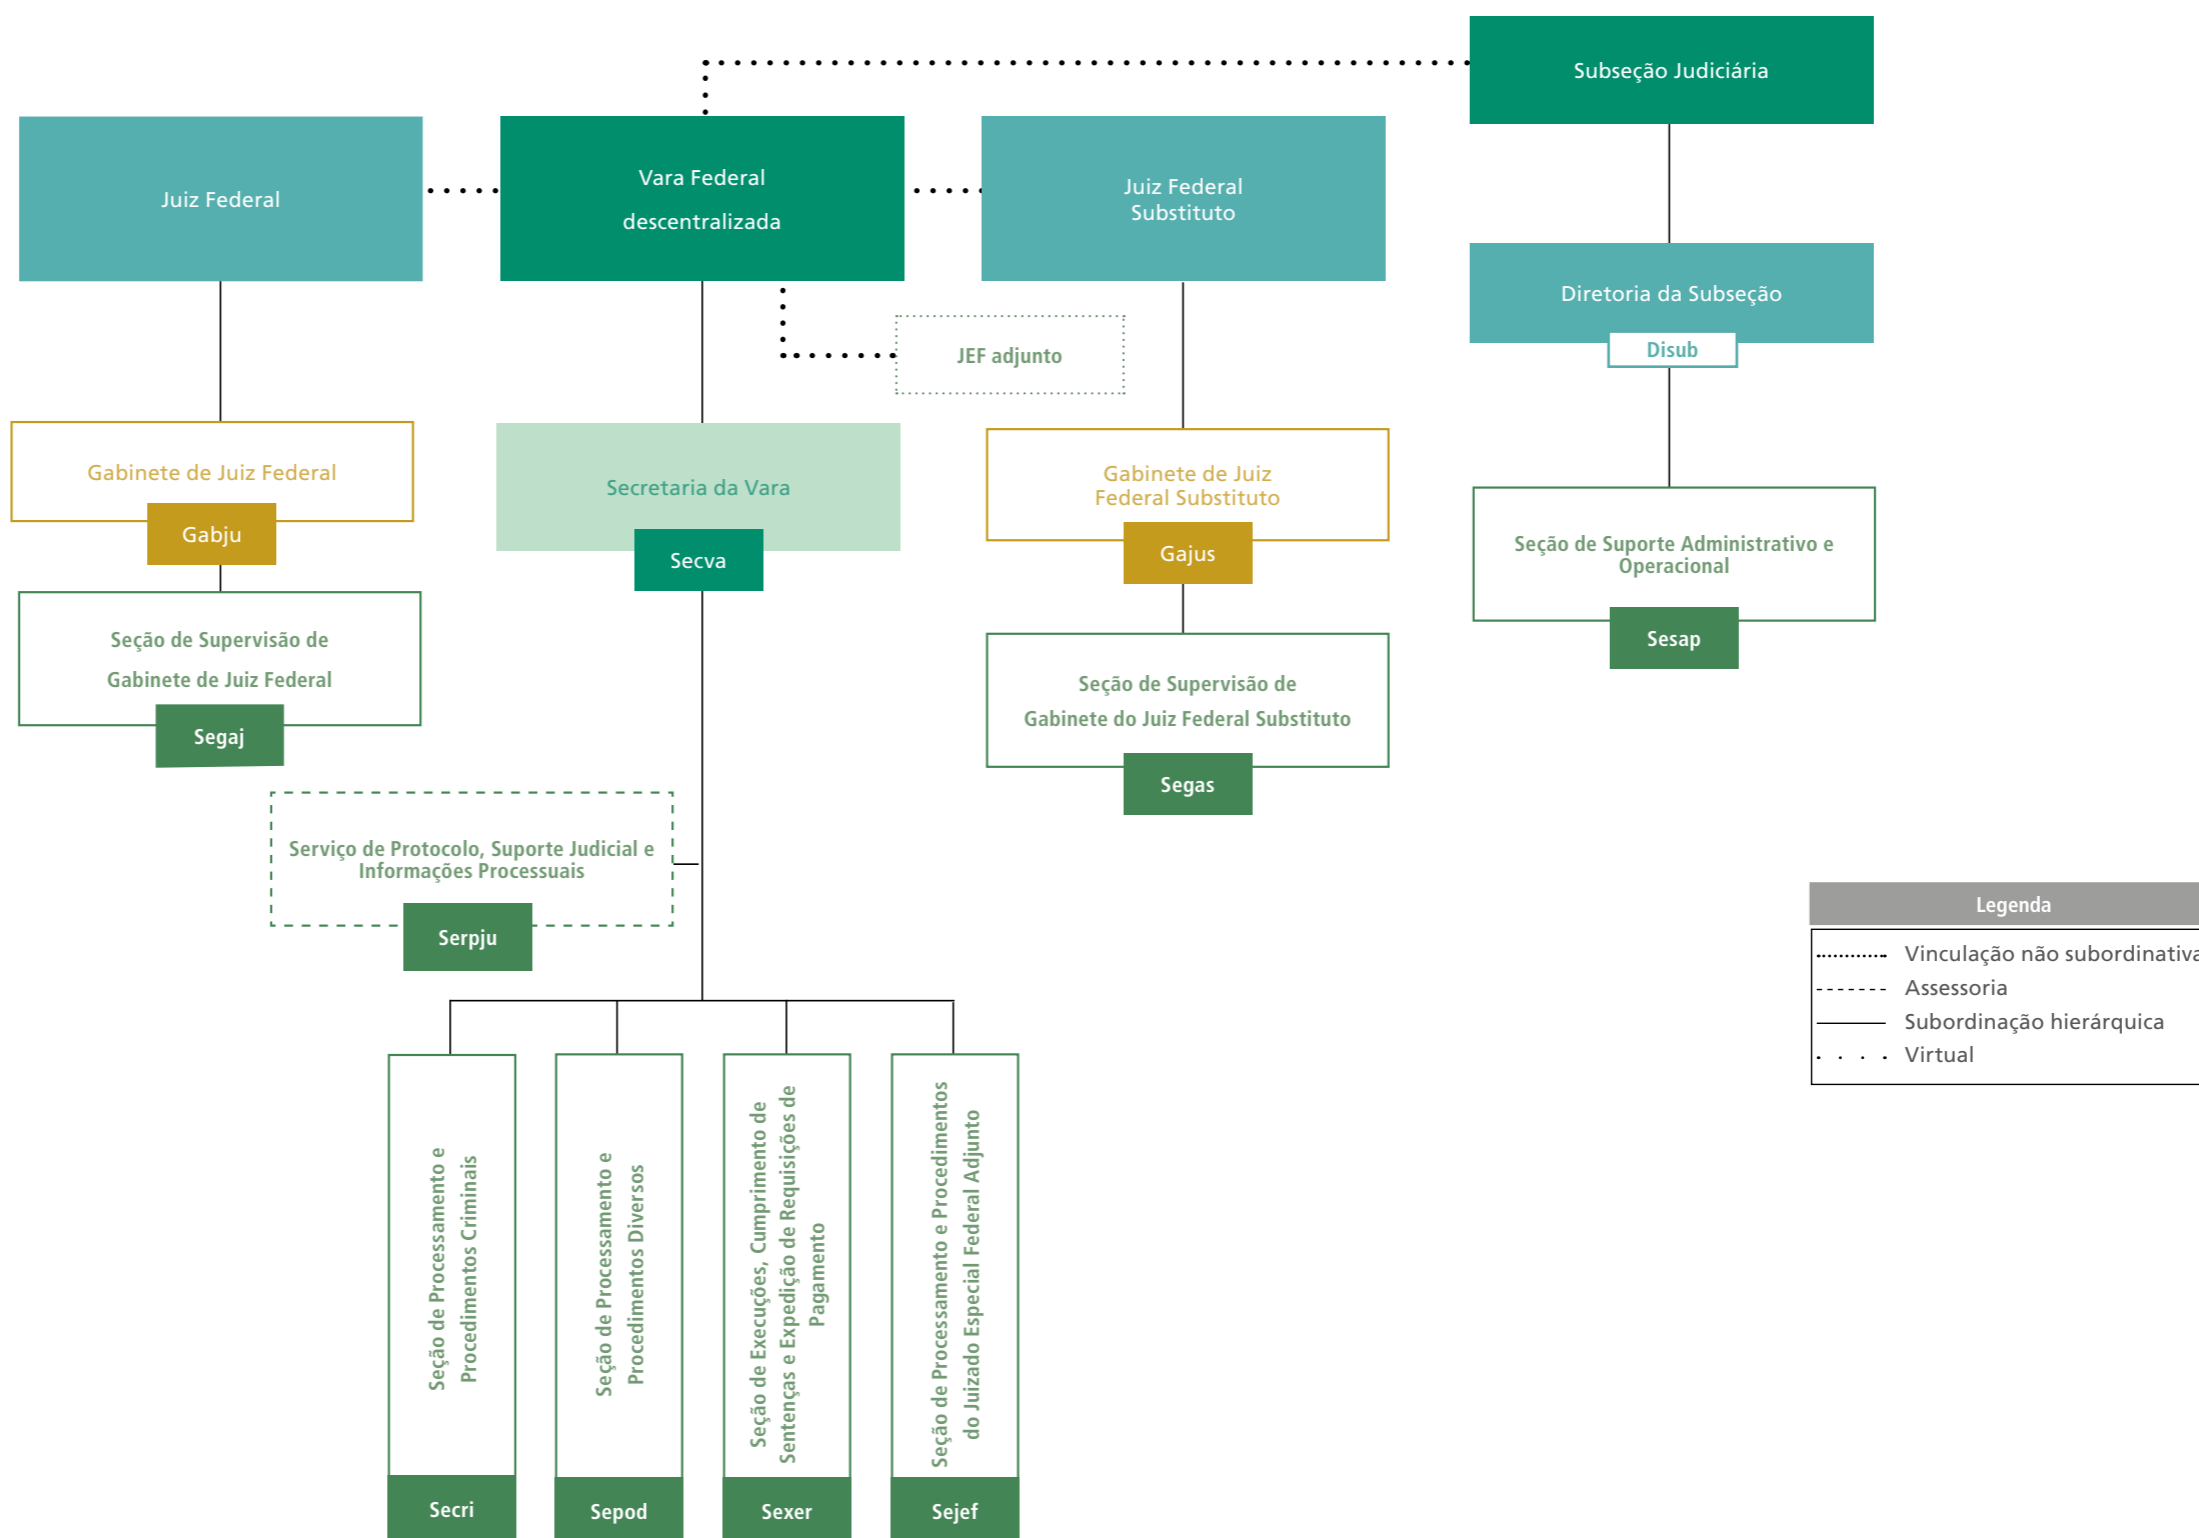 Subseção Judiciária
Juiz Federal
Vara Federal
descentralizada
Juiz Federal
Substituto
Diretoria da Subseção
Disub
JEF adjunto
Gabinete de Juiz Federal
Gabju
Secretaria da Vara
Secva
Gabinete de Juiz
Federal Substituto
Gajus
Seção de Suporte Administrativo e
Operacional
Sesap
Seção de Supervisão de
Gabinete de Juiz Federal
Segaj
Seção de Supervisão de
Gabinete do Juiz Federal Substituto
Segas
Serviço de Protocolo, Suporte Judicial e
Informações Processuais
Serpju
Legenda
Vinculação não subordinativa
Assessoria
Subordinação hierárquica
Virtual
Seção de Processamento e
Procedimentos Criminais
Secri
Seção de Processamento e
Procedimentos Diversos
Sepod
Seção de Execuções, Cumprimento de
Sentenças e Expedição de Requisições de
Pagamento
Sexer
Seção de Processamento e Procedimentos
do Juizado Especial Federal Adjunto
Sejef